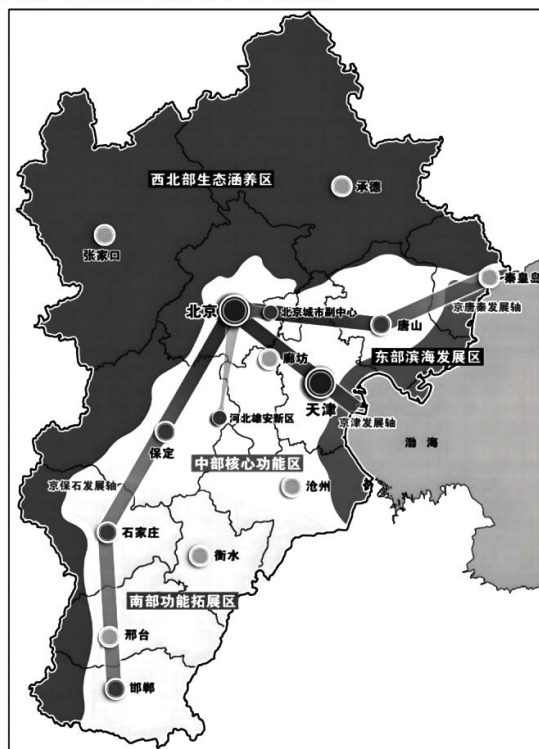 西北部生态涵养区
承德
张家口
秦皇岛
北京
北京城市副中心
京唐秦发展轴
唐山
廊坊
东部滨海发展区
天津
河北雄安新区
京津发展轴
渤海
保定
中部核心功能区
京保石发展轴
沧州
石家庄
衡水
南部功能拓展区
邢台
邯郸